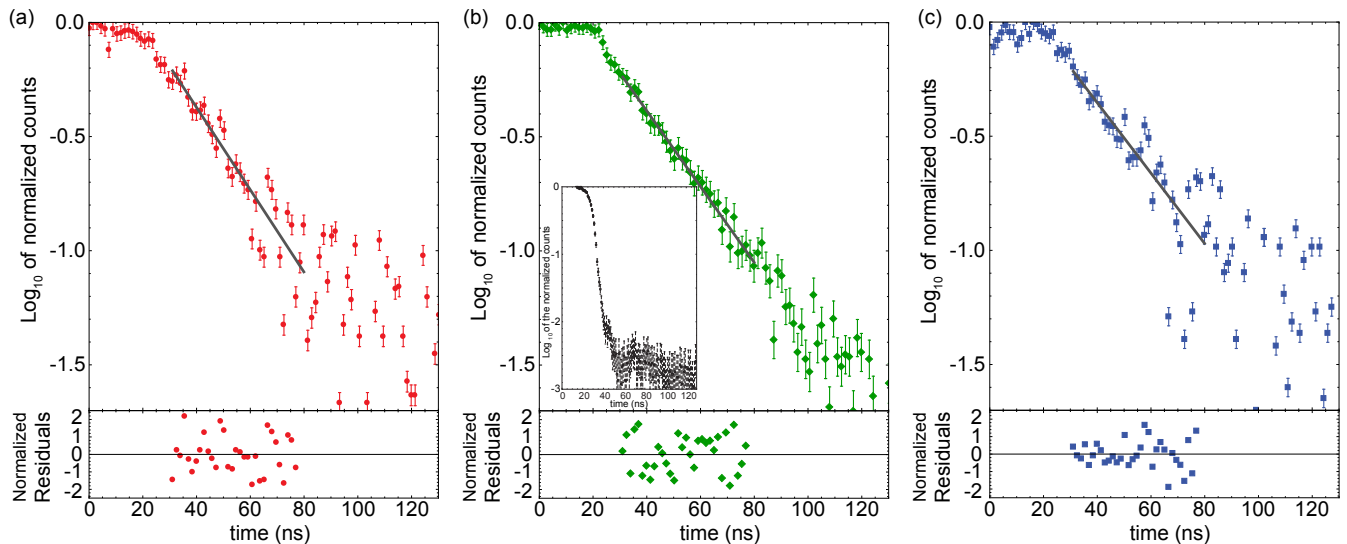 (a)
Log10 of normalized counts
0.0
-0.5
-1.0
-1.5
Normalized
Residuals
2
1
0
-1
-2
0 20 40 60 80 100 120
time (ns)
(b)
Log10 of normalized counts
0.0
-0.5
-1.0
-1.5
Log10 of the normalized counts
0
-1
-2
-3
0 20 40 60 80 100 120
time (ns)
Normalized
Residuals
2
1
0
-1
-2
0 20 40 60 80 100 120
time (ns)
(c)
Log10 of normalized counts
0.0
-0.5
-1.0
-1.5
Normalized
Residuals
2
1
0
-1
-2
0 20 40 60 80 100 120
time (ns)